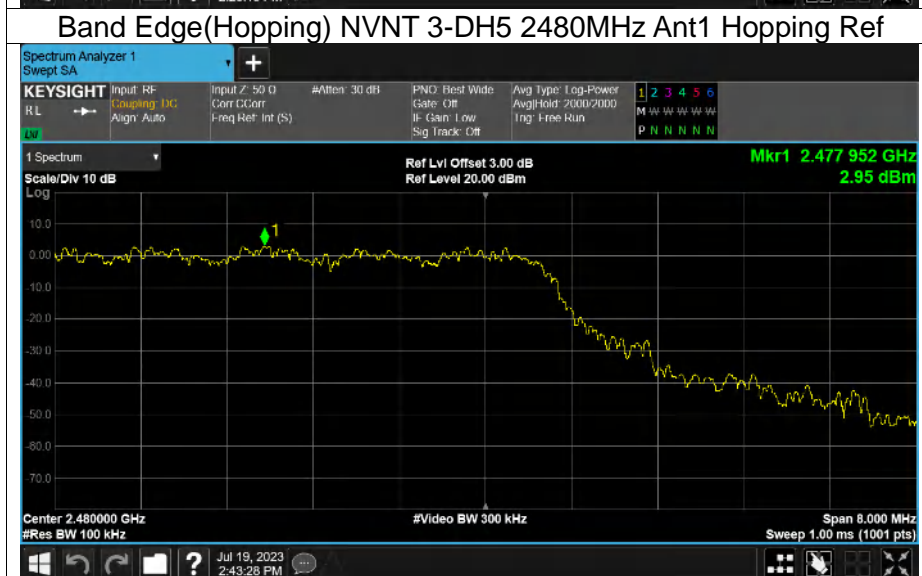 Band Edge(Hopping) NVNT 3-DH5 2480MHz Ant1 Hopping Ref
Spectrum Analyzer 1
Swept SA
+
KEYSIGHT Input: RF Input Z: 50 Ω #Atten: 30 dB PNO: Best Wide Avg Type: Log-Power 1 2 3 4 5 6
RL Coupling: DC Corr CCorr Gate: Off Avg|Hold: 2000/2000 M W W W W W
Align: Auto Freq Ref: Int (S) IF Gain: Low Trig: Free Run
Sig Track: Off P N N N N N
1 Spectrum Ref Lvl Offset 3.00 dB Mkr1 2.477 952 GHz
Scale/Div 10 dB Ref Level 20.00 dBm 2.95 dBm
Log
10.0
1
0.00
-10.0
-20.0
-30.0
-40.0
-50.0
-60.0
-70.0
Center 2.480000 GHz #Video BW 300 kHz Span 8.000 MHz
#Res BW 100 kHz Sweep 1.00 ms (1001 pts)
? Jul 19, 2023
2:43:28 PM